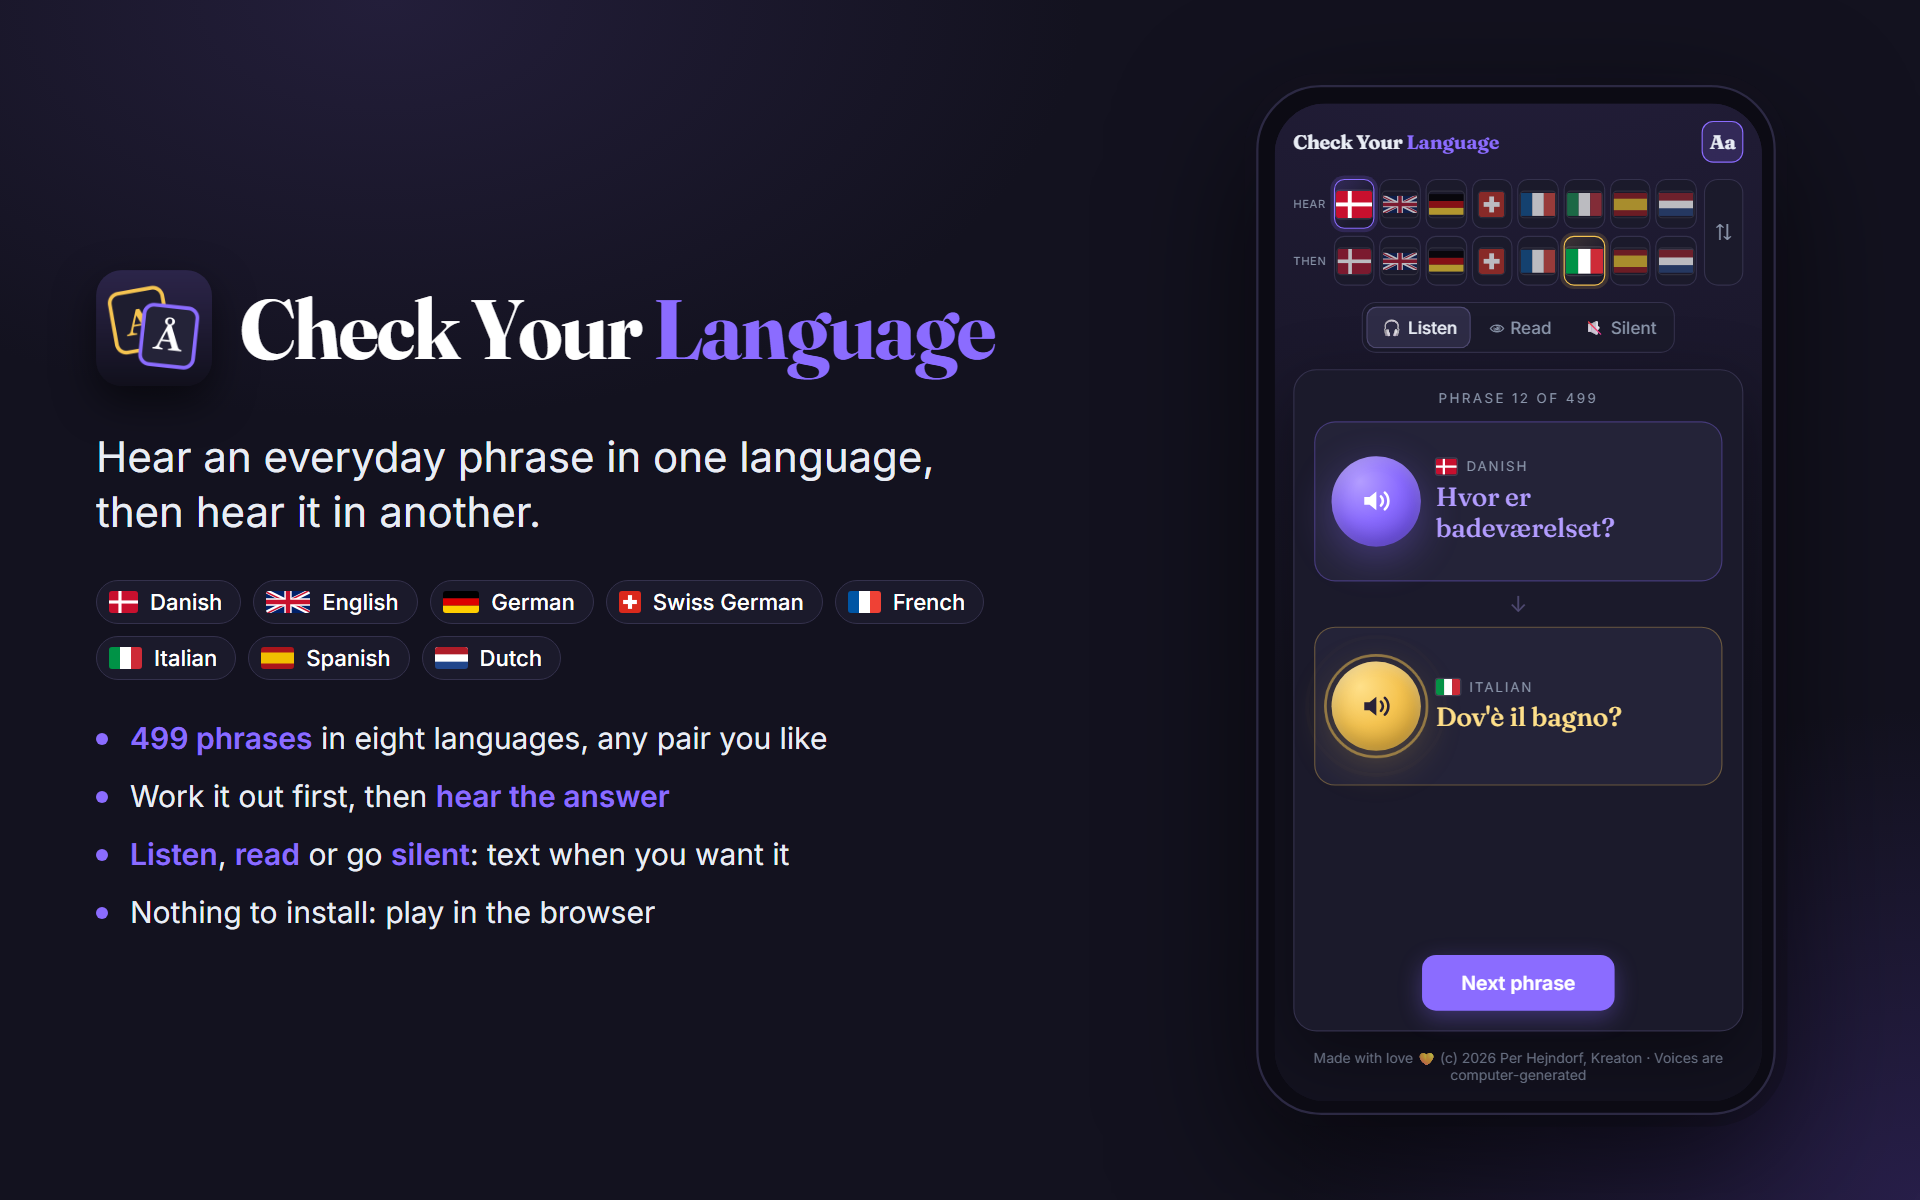 A Å
Check Your Language
Hear an everyday phrase in one language,
then hear it in another.
Danish English German Swiss German French
Italian Spanish Dutch
499 phrases in eight languages, any pair you like
Work it out first, then hear the answer
Listen, read or go silent: text when you want it
Nothing to install: play in the browser
Check Your Language Aa
HEAR
THEN
Listen Read Silent
PHRASE 12 OF 499
DANISH
Hvor er
badeværelset?
ITALIAN
Dov'è il bagno?
Next phrase
Made with love (c) 2026 Per Hejndorf, Kreaton · Voices are
computer-generated